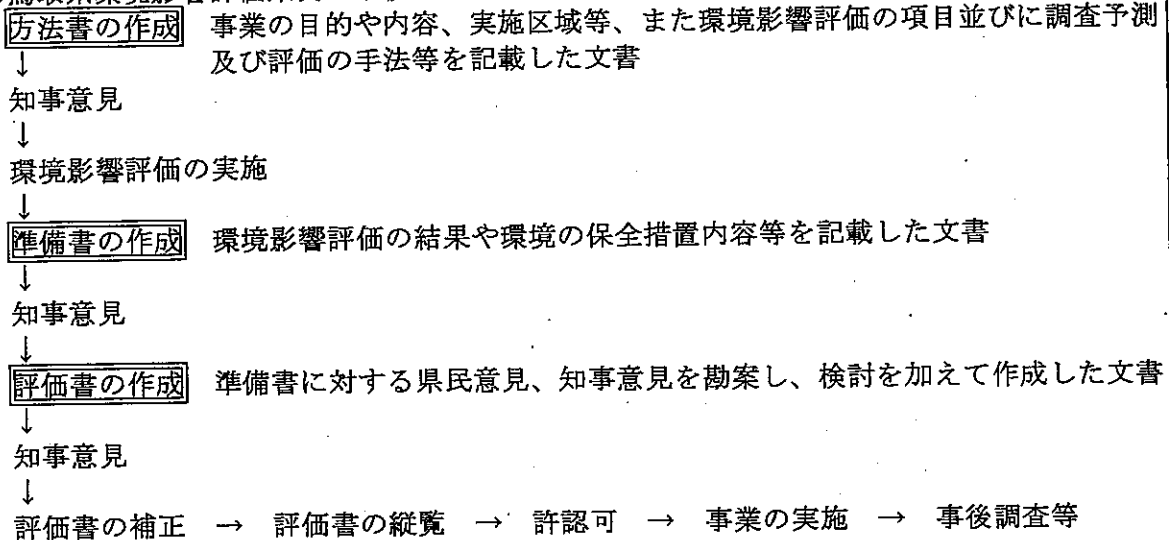 方法書の作成 事業の目的や内容、実施区域等、また環境影響評価の項目並びに調査予測
↓ 及び評価の手法等を記載した文書
知事意見
↓
環境影響評価の実施
↓
準備書の作成 環境影響評価の結果や環境の保全措置内容等を記載した文書
↓
知事意見
↓
評価書の作成 準備書に対する県民意見、知事意見を勘案し、検討を加えて作成した文書
↓
知事意見
↓
評価書の補正 → 評価書の縦覧 → 許認可 → 事業の実施 → 事後調査等